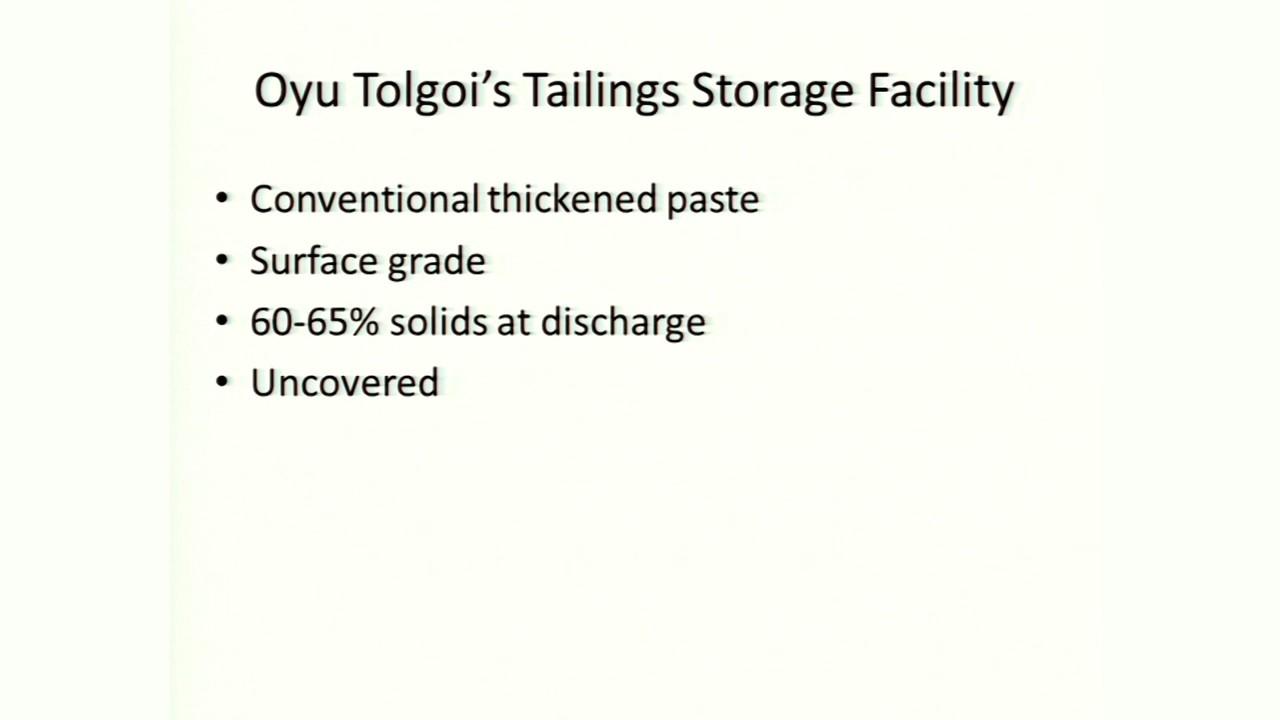 Oyu Tolgoi’s Tailings Storage Facility
• Conventional thickened paste
• Surface grade
• 60-65% solids at discharge
• Uncovered